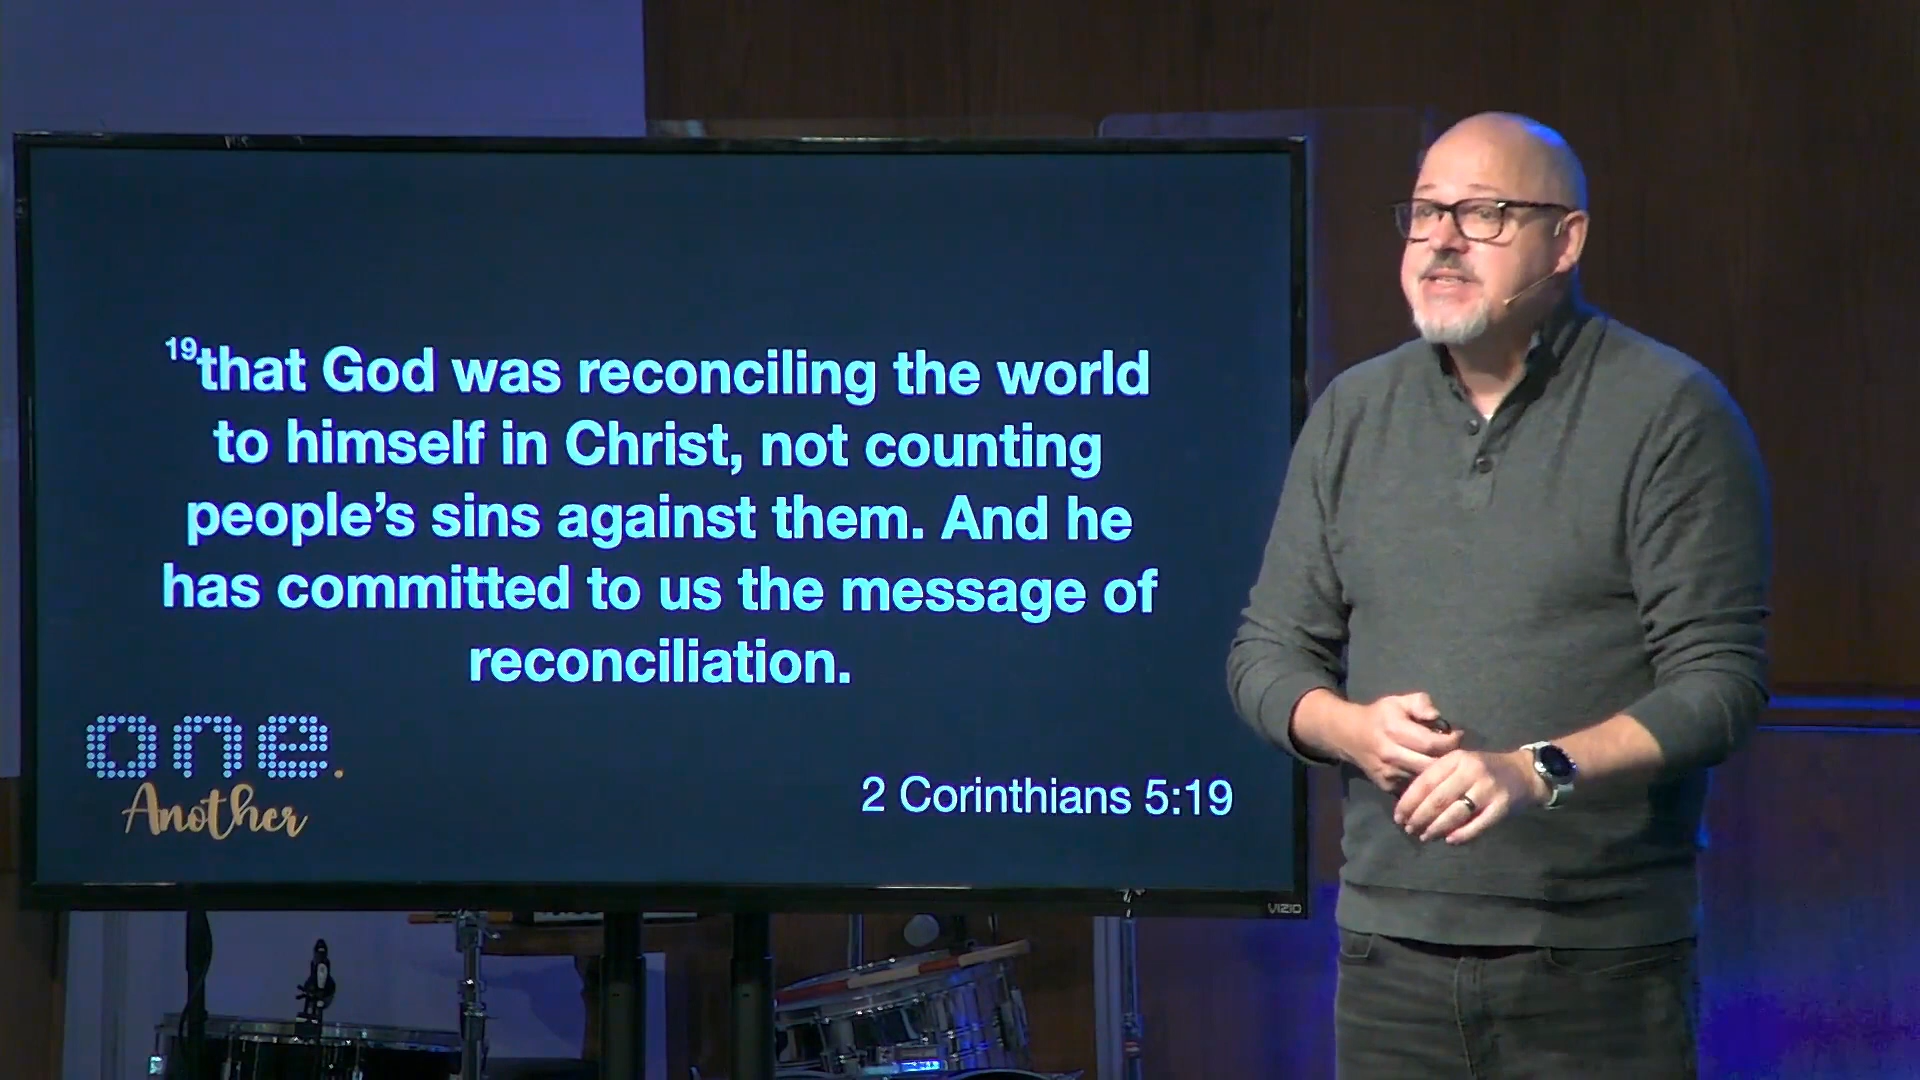 ¹⁹that God was reconciling the world
to himself in Christ, not counting
people’s sins against them. And he
has committed to us the message of
reconciliation.
one.
Another
2 Corinthians 5:19
VIZIO